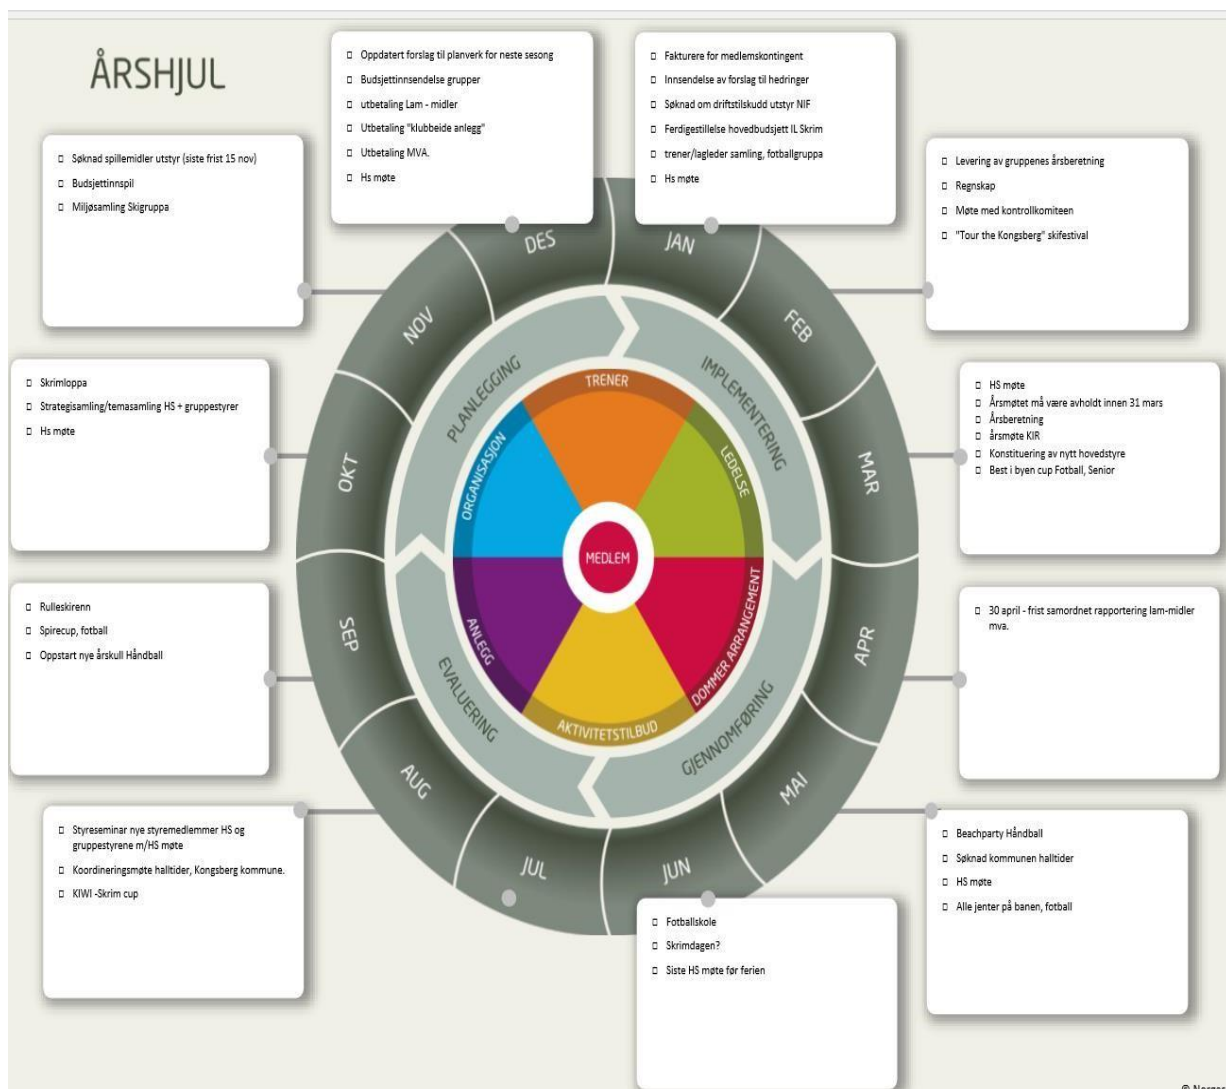 ÅRSHJUL
Oppdatert forslag til planverk for neste sesong
Budsjettinnsendelse grupper
utbetaling Lam - midler
Utbetaling "klubbeide anlegg"
Utbetaling MVA.
Hs møte
Fakturere for medlemskontingent
Innsendelse av forslag til hedringer
Søknad om driftstilskudd utstyr NIF
Ferdigestillelse hovedbudsjett IL Skrim
trener/lagleder samling, fotballgruppa
Hs møte
Søknad spillemidler utstyr (siste frist 15 nov)
Budsjettinnspil
Miljøsamling Skigruppa
Levering av gruppenes årsberetning
Regnskap
Møte med kontrollkomiteen
"Tour the Kongsberg" skifestival
Skrimloppa
Strategisamling/temasamling HS + gruppestyrer
Hs møte
HS møte
Årsmøtet må være avholdt innen 31 mars
Årsberetning
årsmøte KIR
Konstituering av nytt hovedstyre
Best i byen cup Fotball, Senior
Rulleskirenn
Spirecup, fotball
Oppstart nye årskull Håndball
30 april - frist samordnet rapportering lam-midler
mva.
Styreseminar nye styremedlemmer HS og
gruppestyrene m/HS møte
Koordineringsmøte halltider, Kongsberg kommune.
KIWI -Skrim cup
Beachparty Håndball
Søknad kommunen halltider
HS møte
Alle jenter på banen, fotball
Fotballskole
Skrimdagen?
Siste HS møte før ferien
DES
JAN
FEB
MAR
APR
MAI
JUN
JUL
AUG
SEP
OKT
NOV
PLANLEGGING
IMPLEMENTERING
GJENNOMFØRING
EVALUERING
TRENER
LEDELSE
DOMMER ARRANGEMENT
AKTIVITETSTILBUD
ANLEGG
ORGANISASJON
MEDLEM